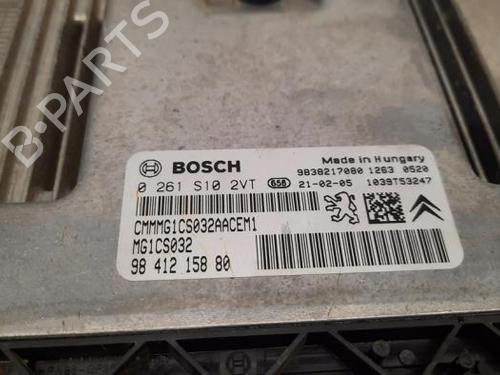 BOSCH
Made in Hungary
9838217080 1263 0520
0 261 S10 2VT 658 21-02-05 1039T53247
CMMMG1CS032AACEM1
MG1CS032
98 412 158 80
B-PARTS